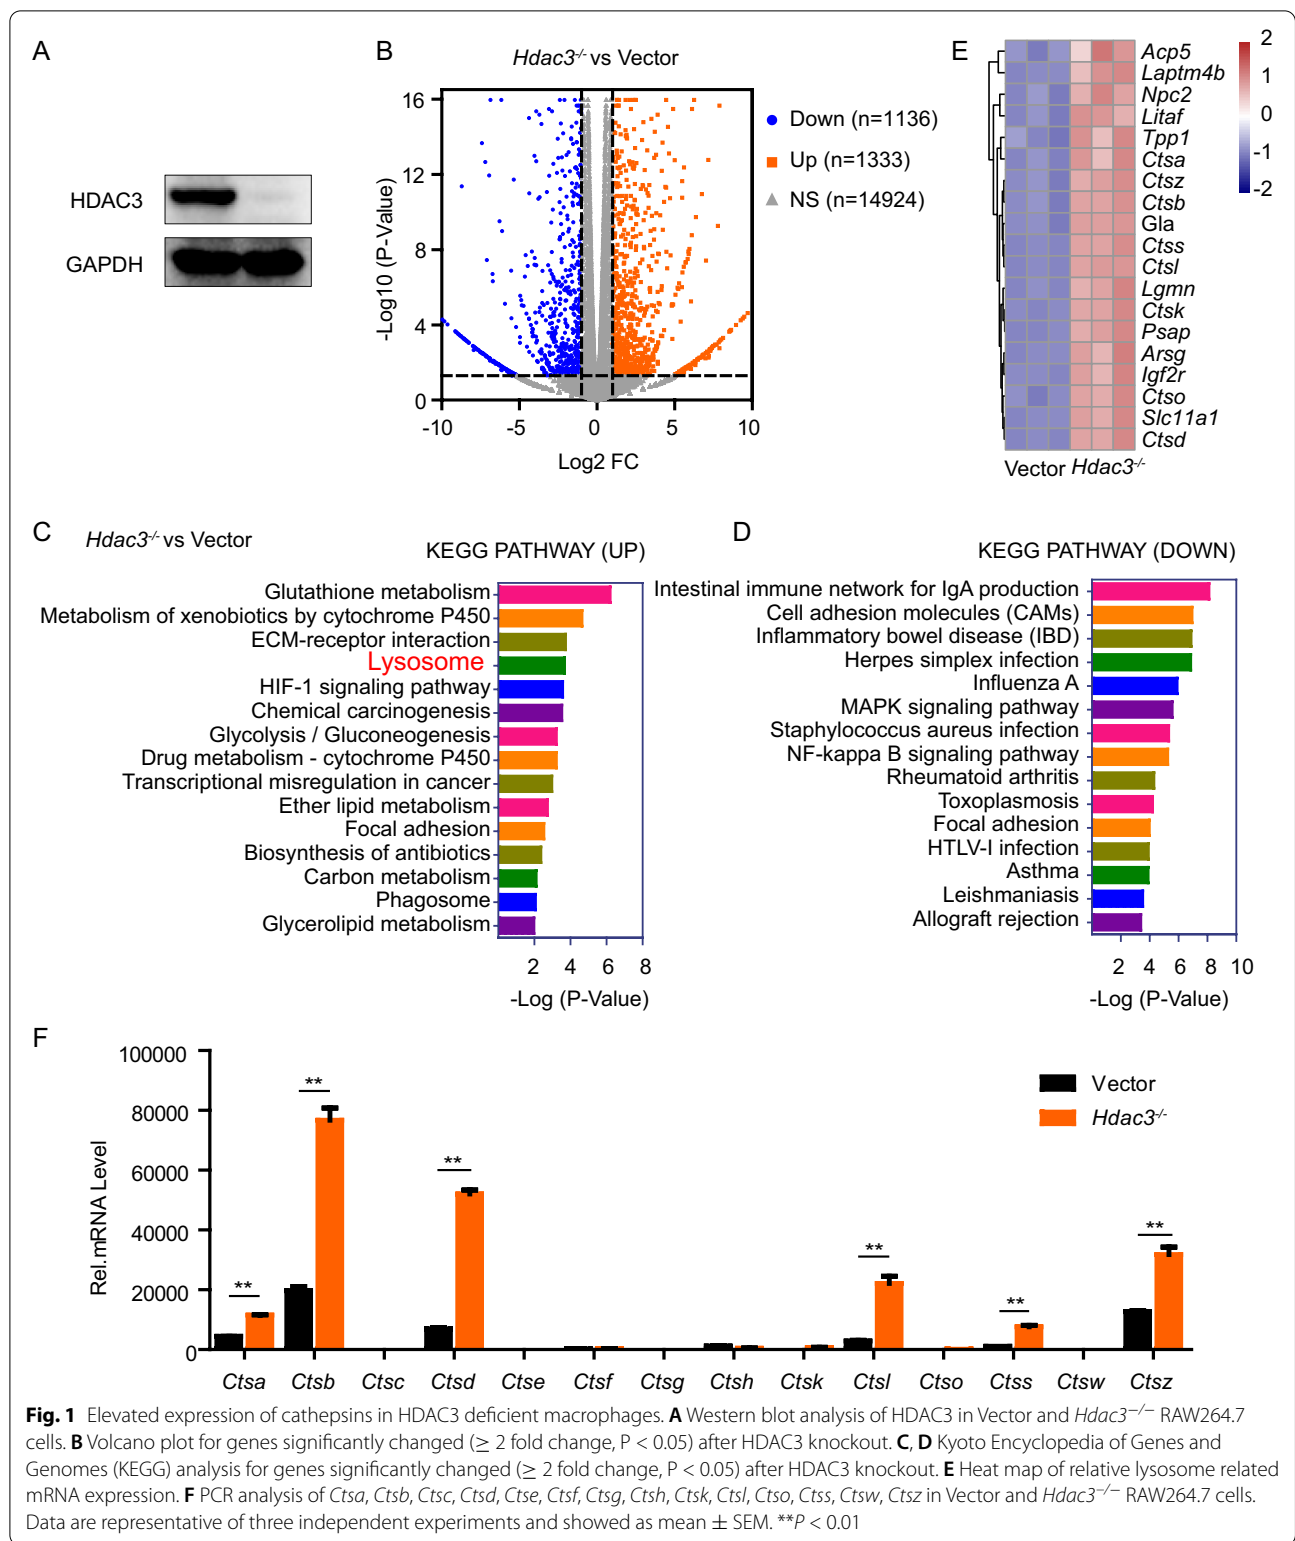 A
HDAC3
GAPDH
B
Hdac3-/- vs Vector
-Log10 (P-Value)
16
12
8
4
0
-10
-5
0
5
10
Log2 FC
Down (n=1136)
Up (n=1333)
NS (n=14924)
E
Acp5
Laptm4b
Npc2
Litaf
Tpp1
Ctsa
Ctsz
Ctsb
Gla
Ctss
Ctsl
Lgmn
Ctsk
Psap
Arsg
Igf2r
Ctso
Slc11a1
Ctsd
Vector Hdac3-/-
2
1
0
-1
-2
C
Hdac3-/- vs Vector
KEGG PATHWAY (UP)
Glutathione metabolism
Metabolism of xenobiotics by cytochrome P450
ECM-receptor interaction
Lysosome
HIF-1 signaling pathway
Chemical carcinogenesis
Glycolysis / Gluconeogenesis
Drug metabolism - cytochrome P450
Transcriptional misregulation in cancer
Ether lipid metabolism
Focal adhesion
Biosynthesis of antibiotics
Carbon metabolism
Phagosome
Glycerolipid metabolism
2 4 6 8
-Log (P-Value)
D
KEGG PATHWAY (DOWN)
Intestinal immune network for IgA production
Cell adhesion molecules (CAMs)
Inflammatory bowel disease (IBD)
Herpes simplex infection
Influenza A
MAPK signaling pathway
Staphylococcus aureus infection
NF-kappa B signaling pathway
Rheumatoid arthritis
Toxoplasmosis
Focal adhesion
HTLV-I infection
Asthma
Leishmaniasis
Allograft rejection
2 4 6 8 10
-Log (P-Value)
F
Rel.mRNA Level
100000
80000
60000
40000
20000
0
**
**
**
**
**
**
Vector
Hdac3-/-
Ctsa Ctsb Ctsc Ctsd Ctse Ctsf Ctsg Ctsh Ctsk Ctsl Ctso Ctss Ctsw Ctsz
Fig. 1 Elevated expression of cathepsins in HDAC3 deficient macrophages. A Western blot analysis of HDAC3 in Vector and Hdac3−/− RAW264.7
cells. B Volcano plot for genes significantly changed (≥ 2 fold change, P < 0.05) after HDAC3 knockout. C, D Kyoto Encyclopedia of Genes and
Genomes (KEGG) analysis for genes significantly changed (≥ 2 fold change, P < 0.05) after HDAC3 knockout. E Heat map of relative lysosome related
mRNA expression. F PCR analysis of Ctsa, Ctsb, Ctsc, Ctsd, Ctse, Ctsf, Ctsg, Ctsh, Ctsk, Ctsl, Ctso, Ctss, Ctsw, Ctsz in Vector and Hdac3−/− RAW264.7 cells.
Data are representative of three independent experiments and showed as mean ± SEM. **P < 0.01